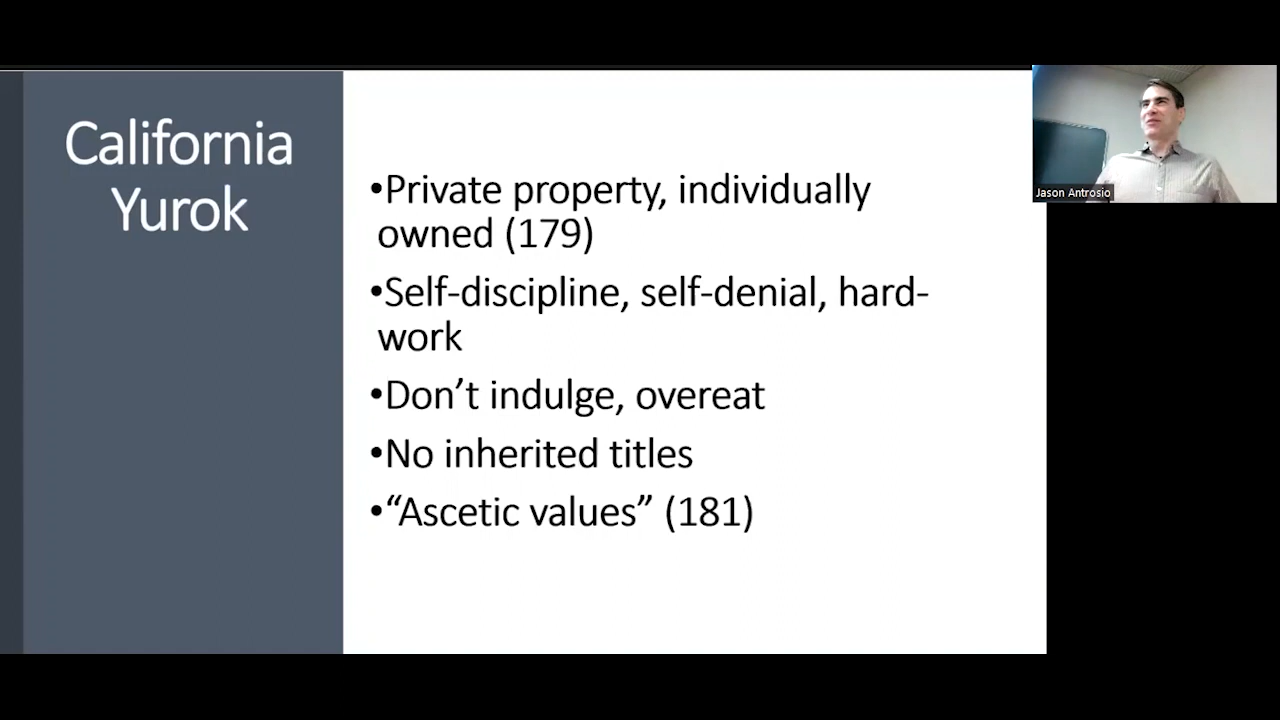 California
Yurok
•Private property, individually
owned (179)
•Self-discipline, self-denial, hard-
work
•Don’t indulge, overeat
•No inherited titles
•“Ascetic values” (181)
Jason Antrosio